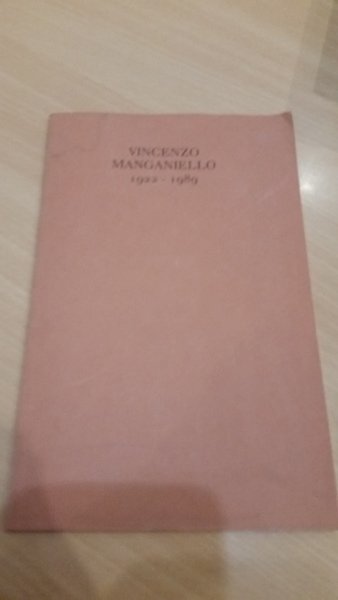 VINCENZO
MANGANIELLO
1922 - 1989